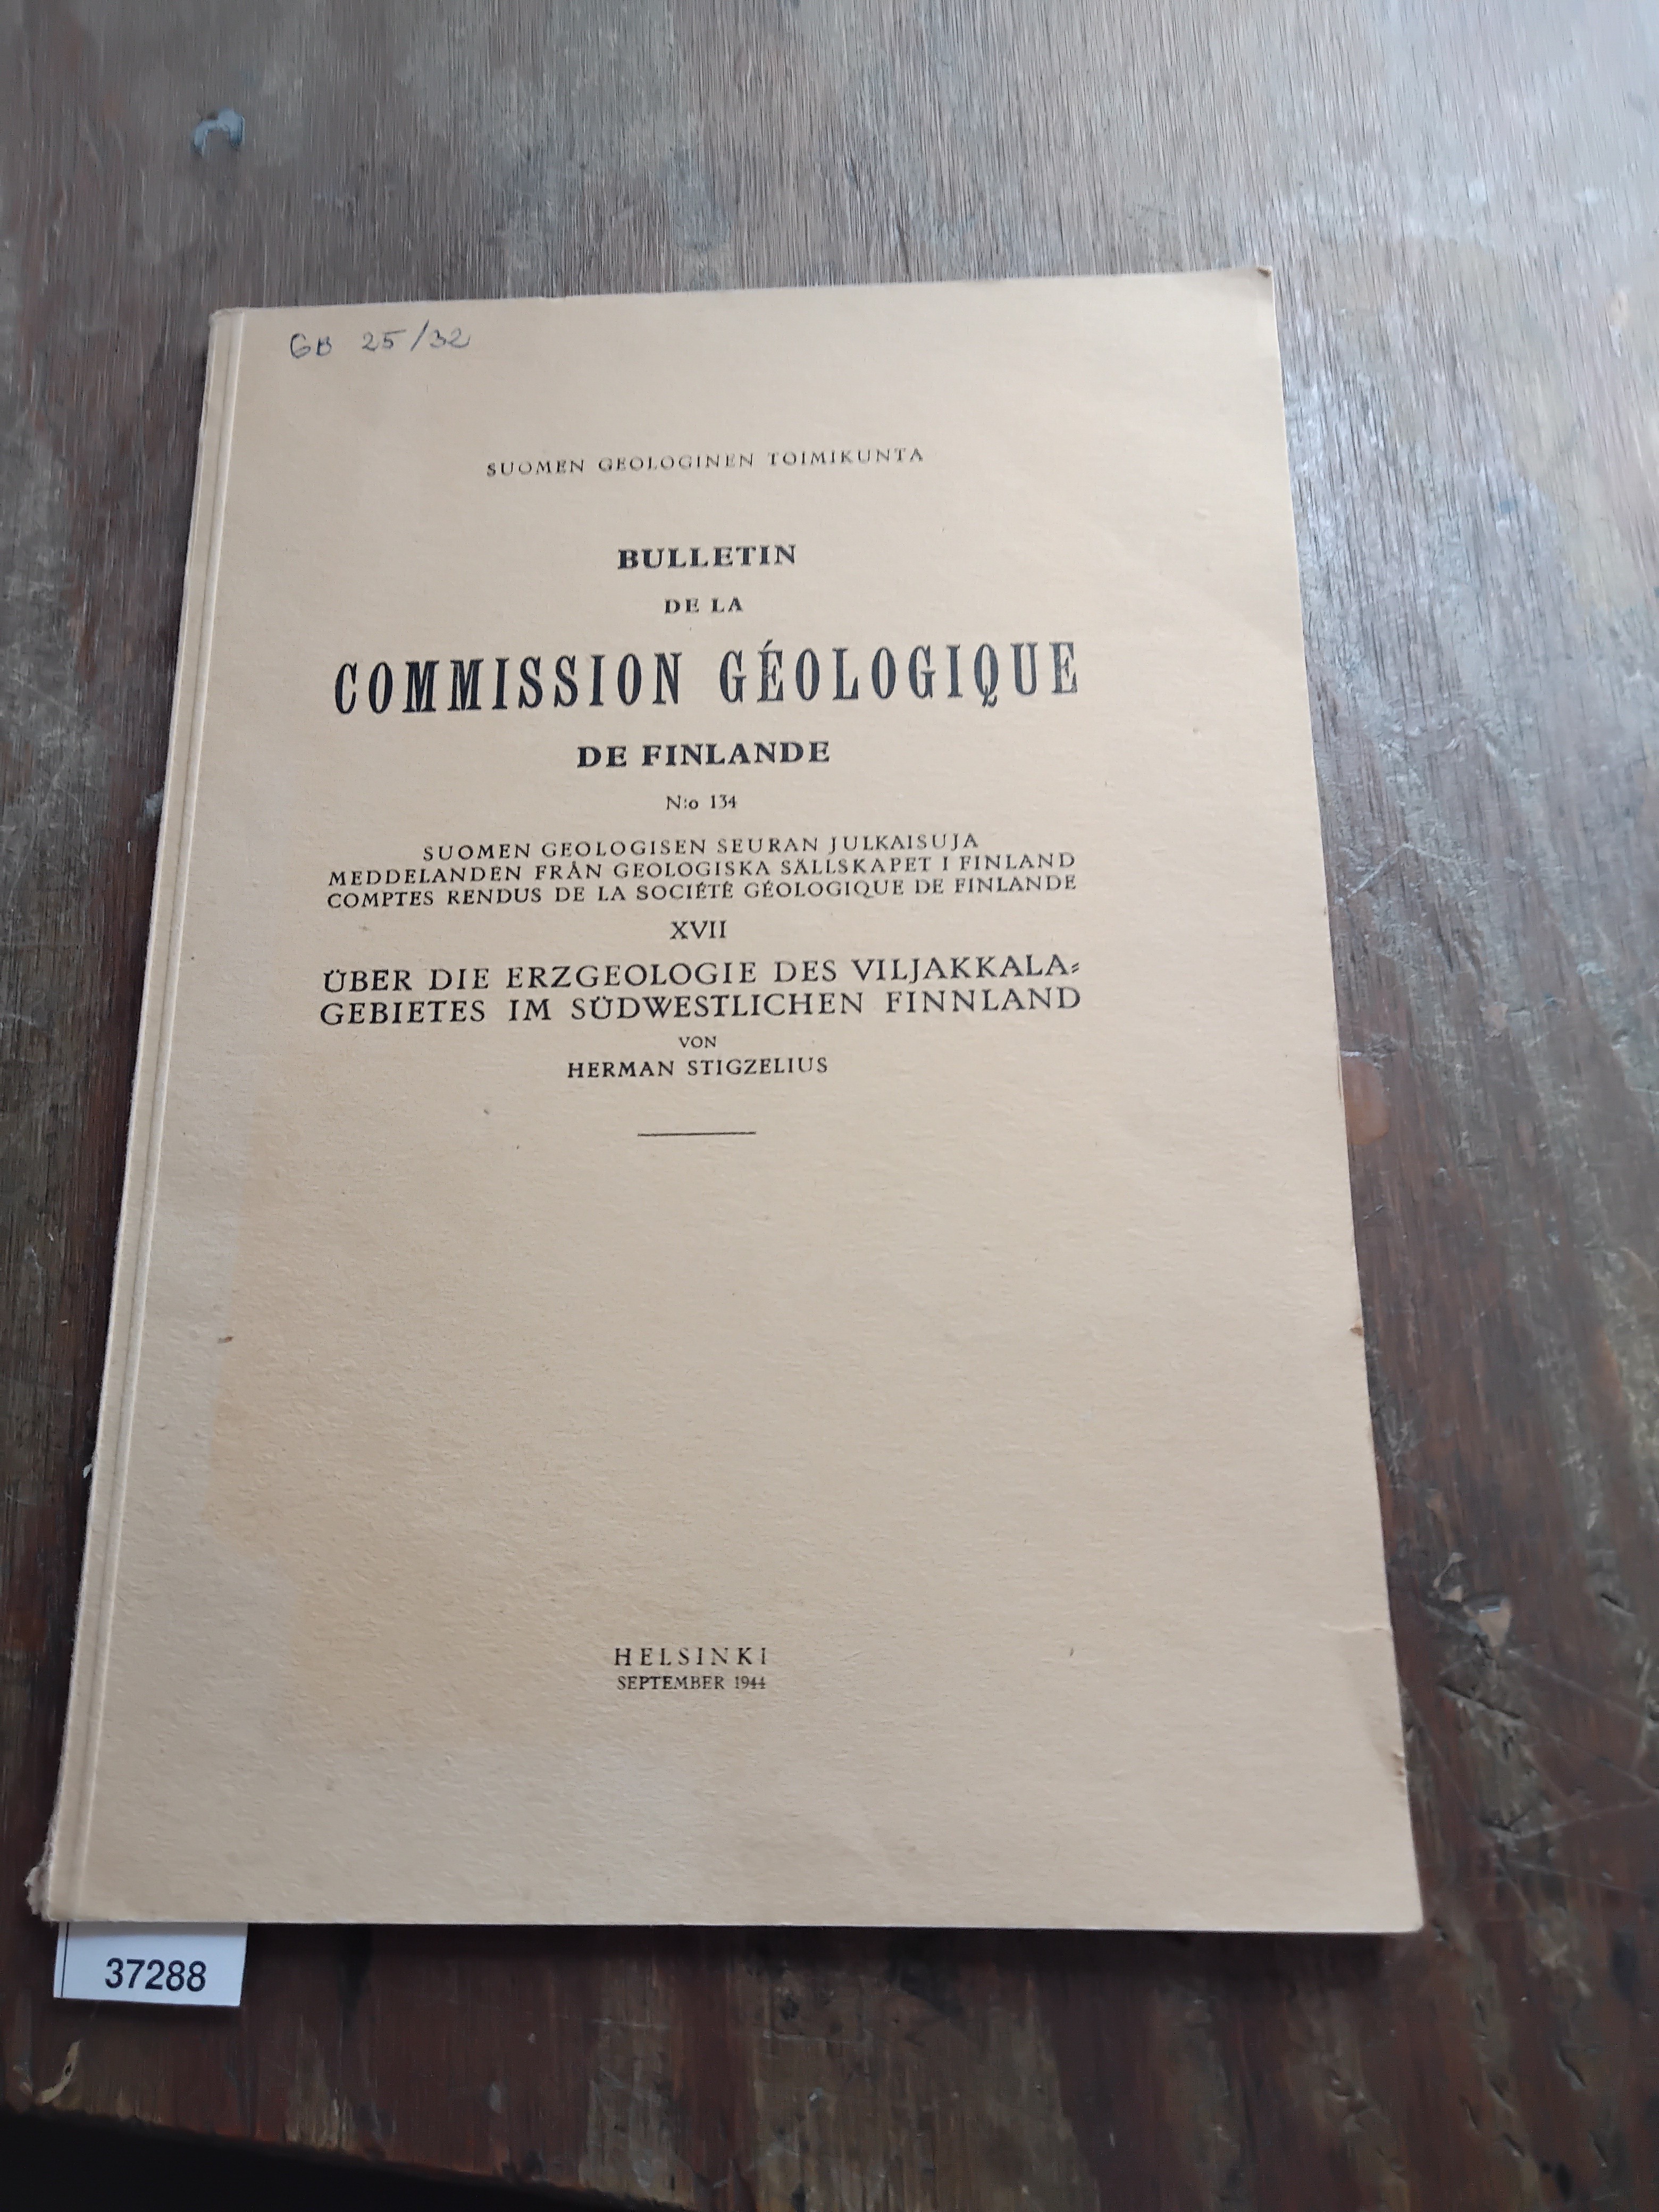 GB 25/32
SUOMEN GEOLOGINEN TOIMIKUNTA
BULLETIN
DE LA
COMMISSION GÉOLOGIQUE
DE FINLANDE
N:o 134
SUOMEN GEOLOGISEN SEURAN JULKAISUJA
MEDDELANDEN FRÅN GEOLOGISKA SÄLLSKAPET I FINLAND
COMPTES RENDUS DE LA SOCIÉTÉ GÉOLOGIQUE DE FINLANDE
XVII
ÜBER DIE ERZGEOLOGIE DES VILJAKKALA-
GEBIETES IM SÜDWESTLICHEN FINNLAND
VON
HERMAN STIGZELIUS
HELSINKI
SEPTEMBER 1944
37288